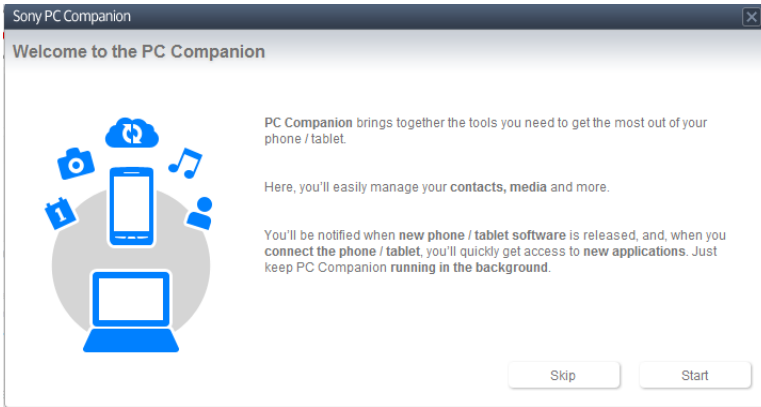 Sony PC Companion
Welcome to the PC Companion
PC Companion brings together the tools you need to get the most out of your
phone / tablet.
Here, you'll easily manage your contacts, media and more.
You'll be notified when new phone / tablet software is released, and, when you
connect the phone / tablet, you'll quickly get access to new applications. Just
keep PC Companion running in the background.
1
Skip
Start